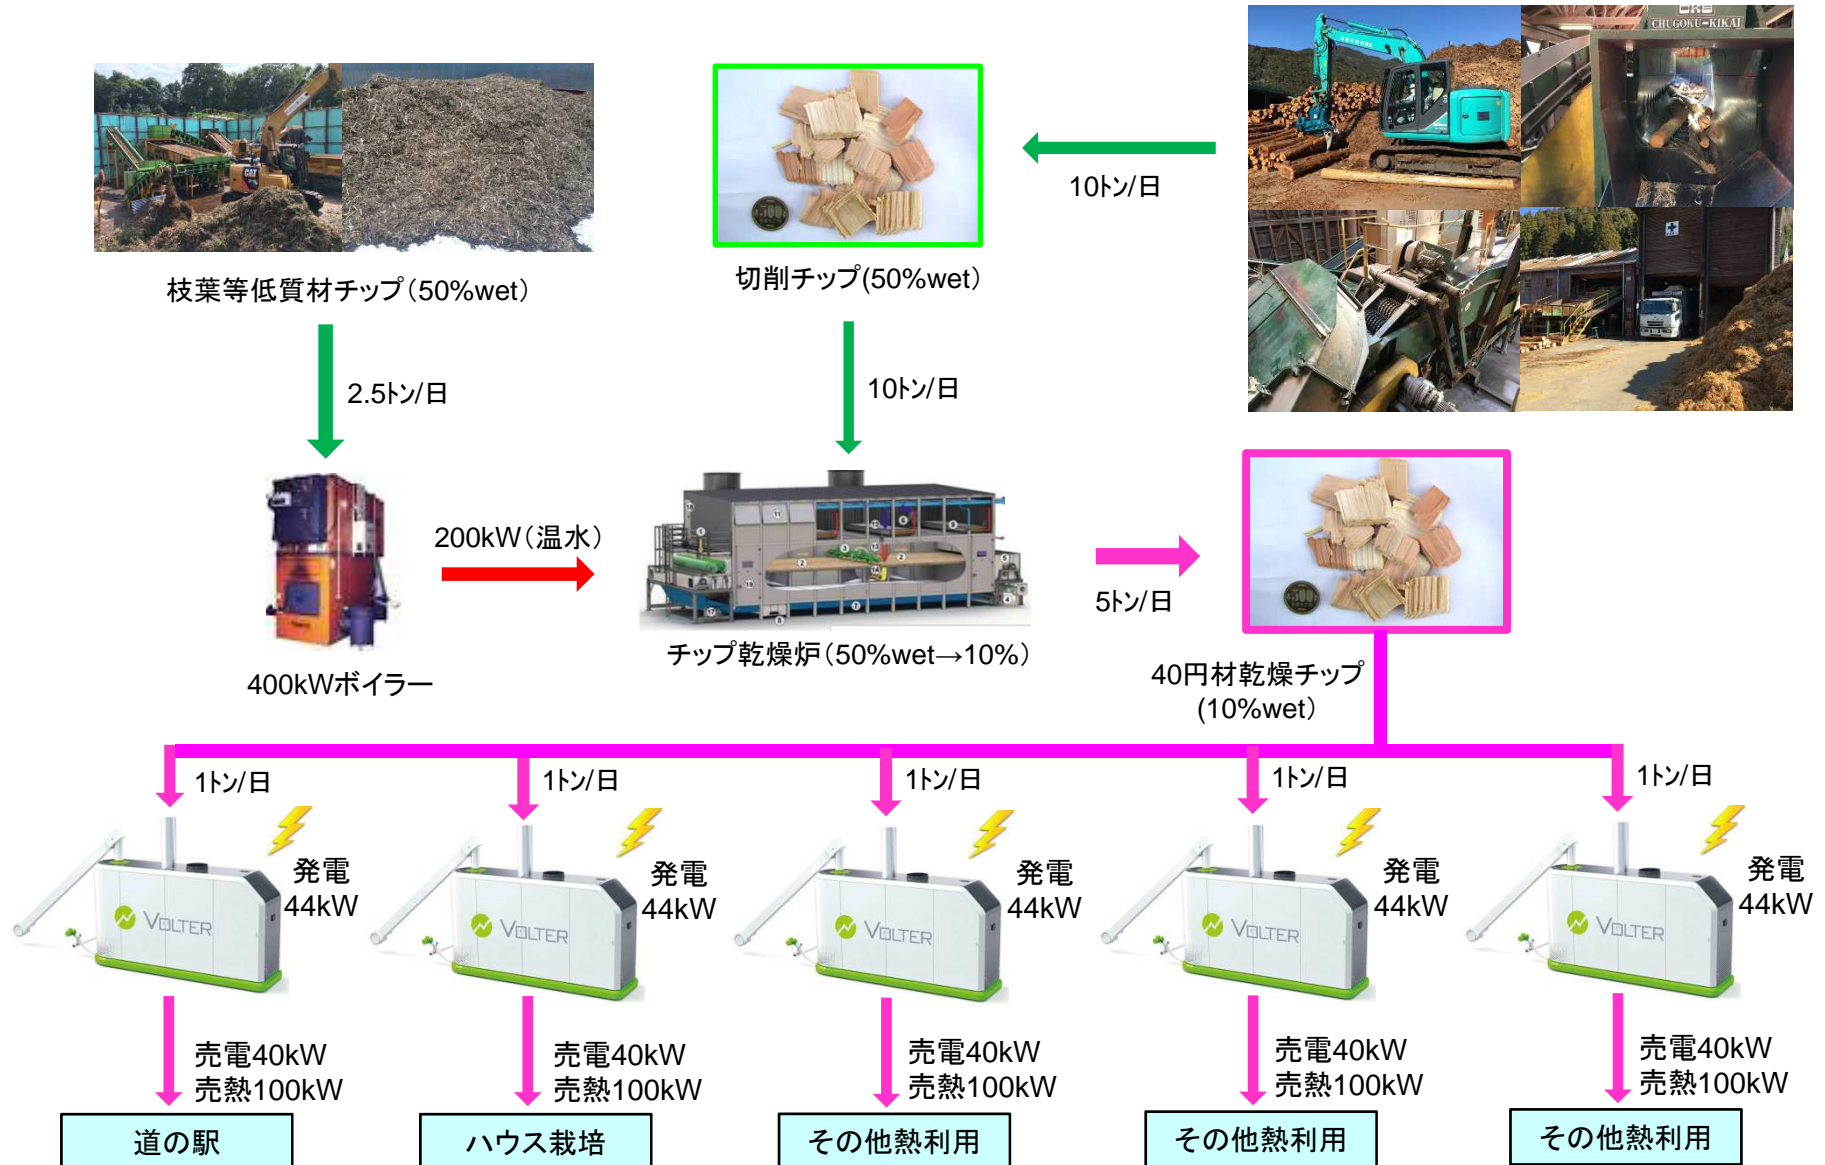 CKS
CHUGOKU-KIKAI
10トン/日
枝葉等低質材チップ（50%wet）
切削チップ(50%wet）
2.5トン/日
10トン/日
CAT
200kW（温水）
5トン/日
400kWボイラー
チップ乾燥炉（50%wet→10%）
40円材乾燥チップ
(10%wet）
1トン/日
1トン/日
1トン/日
1トン/日
1トン/日
発電
44kW
発電
44kW
発電
44kW
発電
44kW
発電
44kW
VOLTER
VOLTER
VOLTER
VOLTER
VOLTER
売電40kW
売熱100kW
売電40kW
売熱100kW
売電40kW
売熱100kW
売電40kW
売熱100kW
売電40kW
売熱100kW
道の駅
ハウス栽培
その他熱利用
その他熱利用
その他熱利用